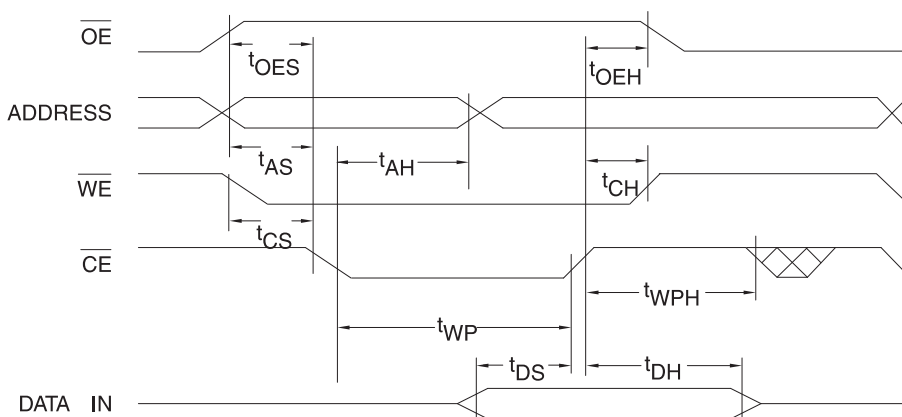 OE
tOES
tOEH
ADDRESS
tAS
tAH
tCH
WE
tCS
CE
tWPH
tWP
tDS
tDH
DATA IN